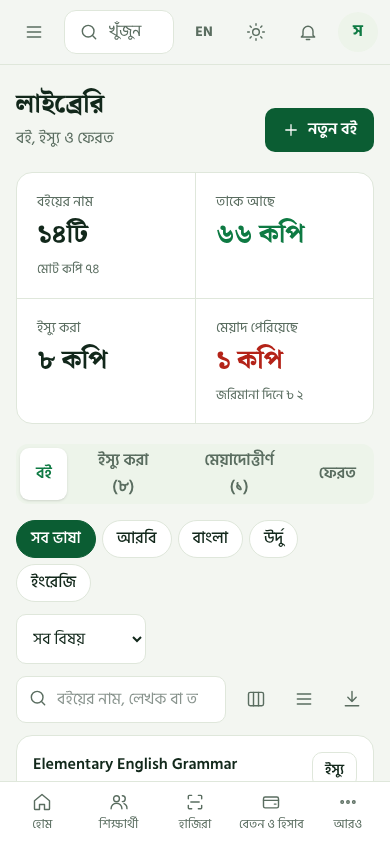 খুঁজুন
EN
স
লাইব্রেরি
বই, ইস্যু ও ফেরত
+ নতুন বই
বইয়ের নাম
১৪টি
মোট কপি ৭৪
তাকে আছে
৬৬ কপি
ইস্যু করা
৮ কপি
মেয়াদ পেরিয়েছে
১ কপি
জরিমানা দিনে ৳ ২
বই
ইস্যু করা
(৮)
মেয়াদোত্তীর্ণ
(১)
ফেরত
সব ভাষা
আরবি
বাংলা
উর্দু
ইংরেজি
সব বিষয়
বইয়ের নাম, লেখক বা ত
Elementary English Grammar
ইস্যু
হোম
শিক্ষার্থী
হাজিরা
বেতন ও হিসাব
আরও